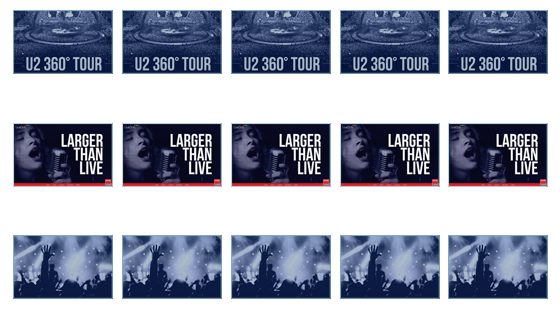 U2 360° TOUR U2 360° TOUR U2 360° TOUR U2 360° TOUR U2 360° TOUR
LARGER LARGER LARGER LARGER LARGER
THAN THAN THAN THAN THAN
LIVE LIVE LIVE LIVE LIVE